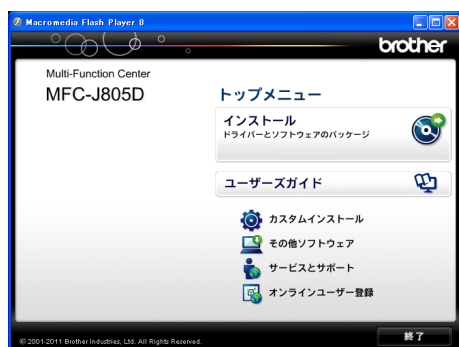 Macromedia Flash Player 8
brother
Multi-Function Center
MFC-J805D
トップメニュー
インストール
ドライバーとソフトウェアのパッケージ
ユーザーズガイド
カスタムインストール
その他ソフトウェア
サービスとサポート
オンラインユーザー登録
© 2001-2011 Brother Industries, Ltd. All Rights Reserved.
終了